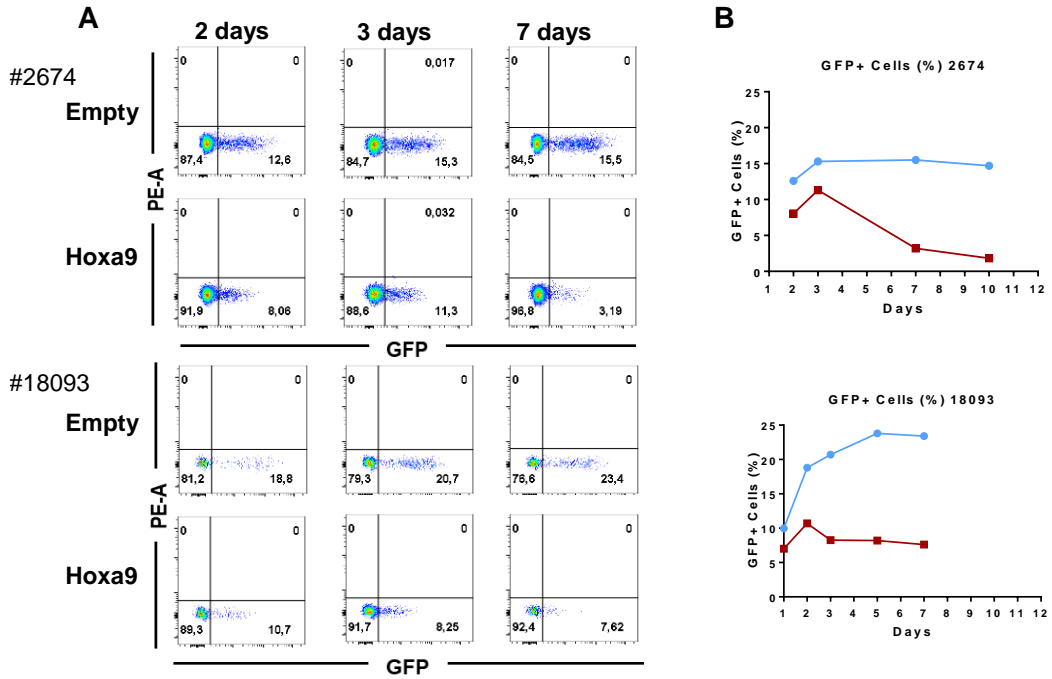 A
B
2 days
3 days
7 days
#2674
Empty
0
0
87,4
12,6
0
0,017
84,7
15,3
0
0
84,5
15,5
PE-A
Hoxa9
0
0
91,9
8,06
0
0,032
88,6
11,3
0
0
96,8
3,19
GFP
#18093
Empty
0
0
81,2
18,8
0
0
79,3
20,7
0
0
76,6
23,4
PE-A
Hoxa9
0
0
89,3
10,7
0
0
91,7
8,25
0
0
92,4
7,62
GFP
GFP+ Cells (%) 2674
GFP+ Cells (%)
25
20
15
10
5
0
1 2 3 4 5 6 7 8 9 10 11 12
Days
GFP+ Cells (%) 18093
GFP+ Cells (%)
25
20
15
10
5
0
1 2 3 4 5 6 7 8 9 10 11 12
Days